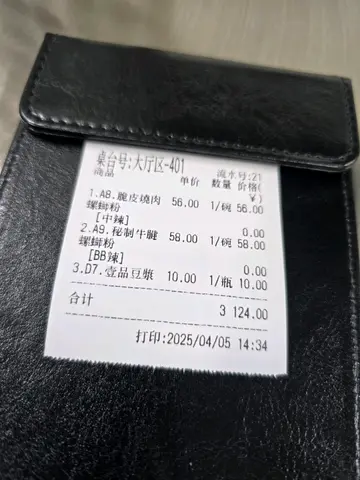 桌台号:大厅区-401 流水号:21
商品 单价 数量 价格(
¥)
1.A8.脆皮燒肉 56.00 1/碗 56.00
螺螄粉
[中辣] 0.00
2.A9.秘制牛腱 58.00 1/碗 58.00
螺螄粉
[BB辣] 0.00
3.D7.壹品豆漿 10.00 1/瓶 10.00
合计 3 124.00
打印:2025/04/05 14:34